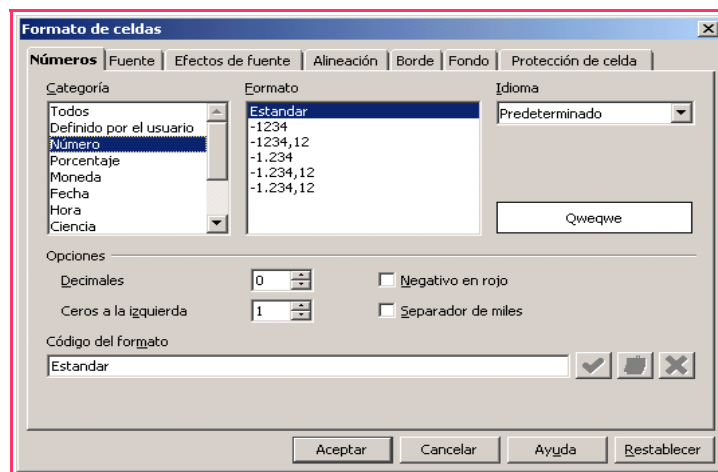 Formato de celdas
Números Fuente Efectos de fuente Alineación Borde Fondo Protección de celda
Categoría Formato Idioma
Todos Estandar Predeterminado
Definido por el usuario -1234
Número -1234,12
Porcentaje -1.234
Moneda -1.234,12
Fecha -1.234,12
Hora
Ciencia Qweqwe
Opciones
Decimales 0 Negativo en rojo
Ceros a la izquierda 1 Separador de miles
Código del formato
Estandar
Aceptar Cancelar Ayuda Restablecer